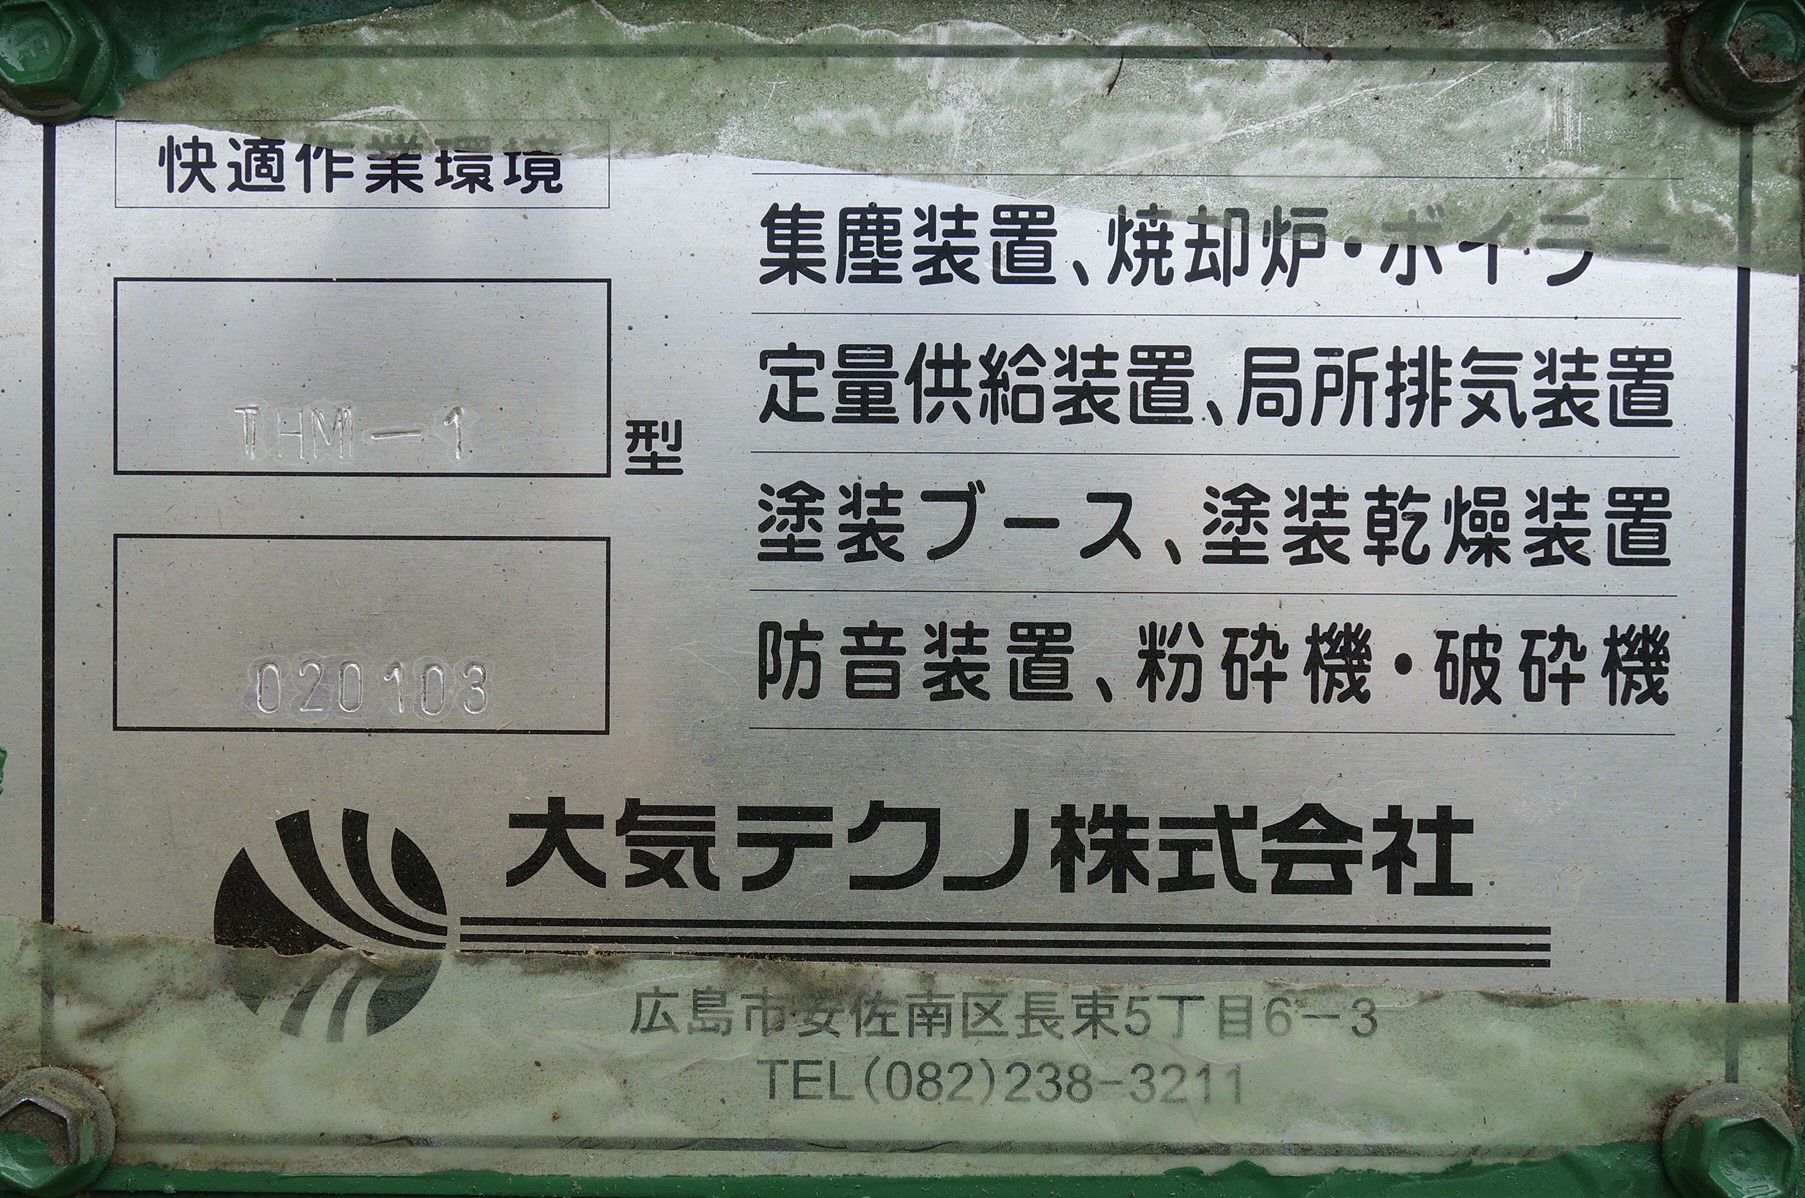 快適作業環境
THM-1
型
020103
集塵装置、焼却炉・ボイラー
定量供給装置、局所排気装置
塗装ブース、塗装乾燥装置
防音装置、粉砕機・破砕機
大気テクノ株式会社
広島市安佐南区長束5丁目6-3
TEL(082)238-3211